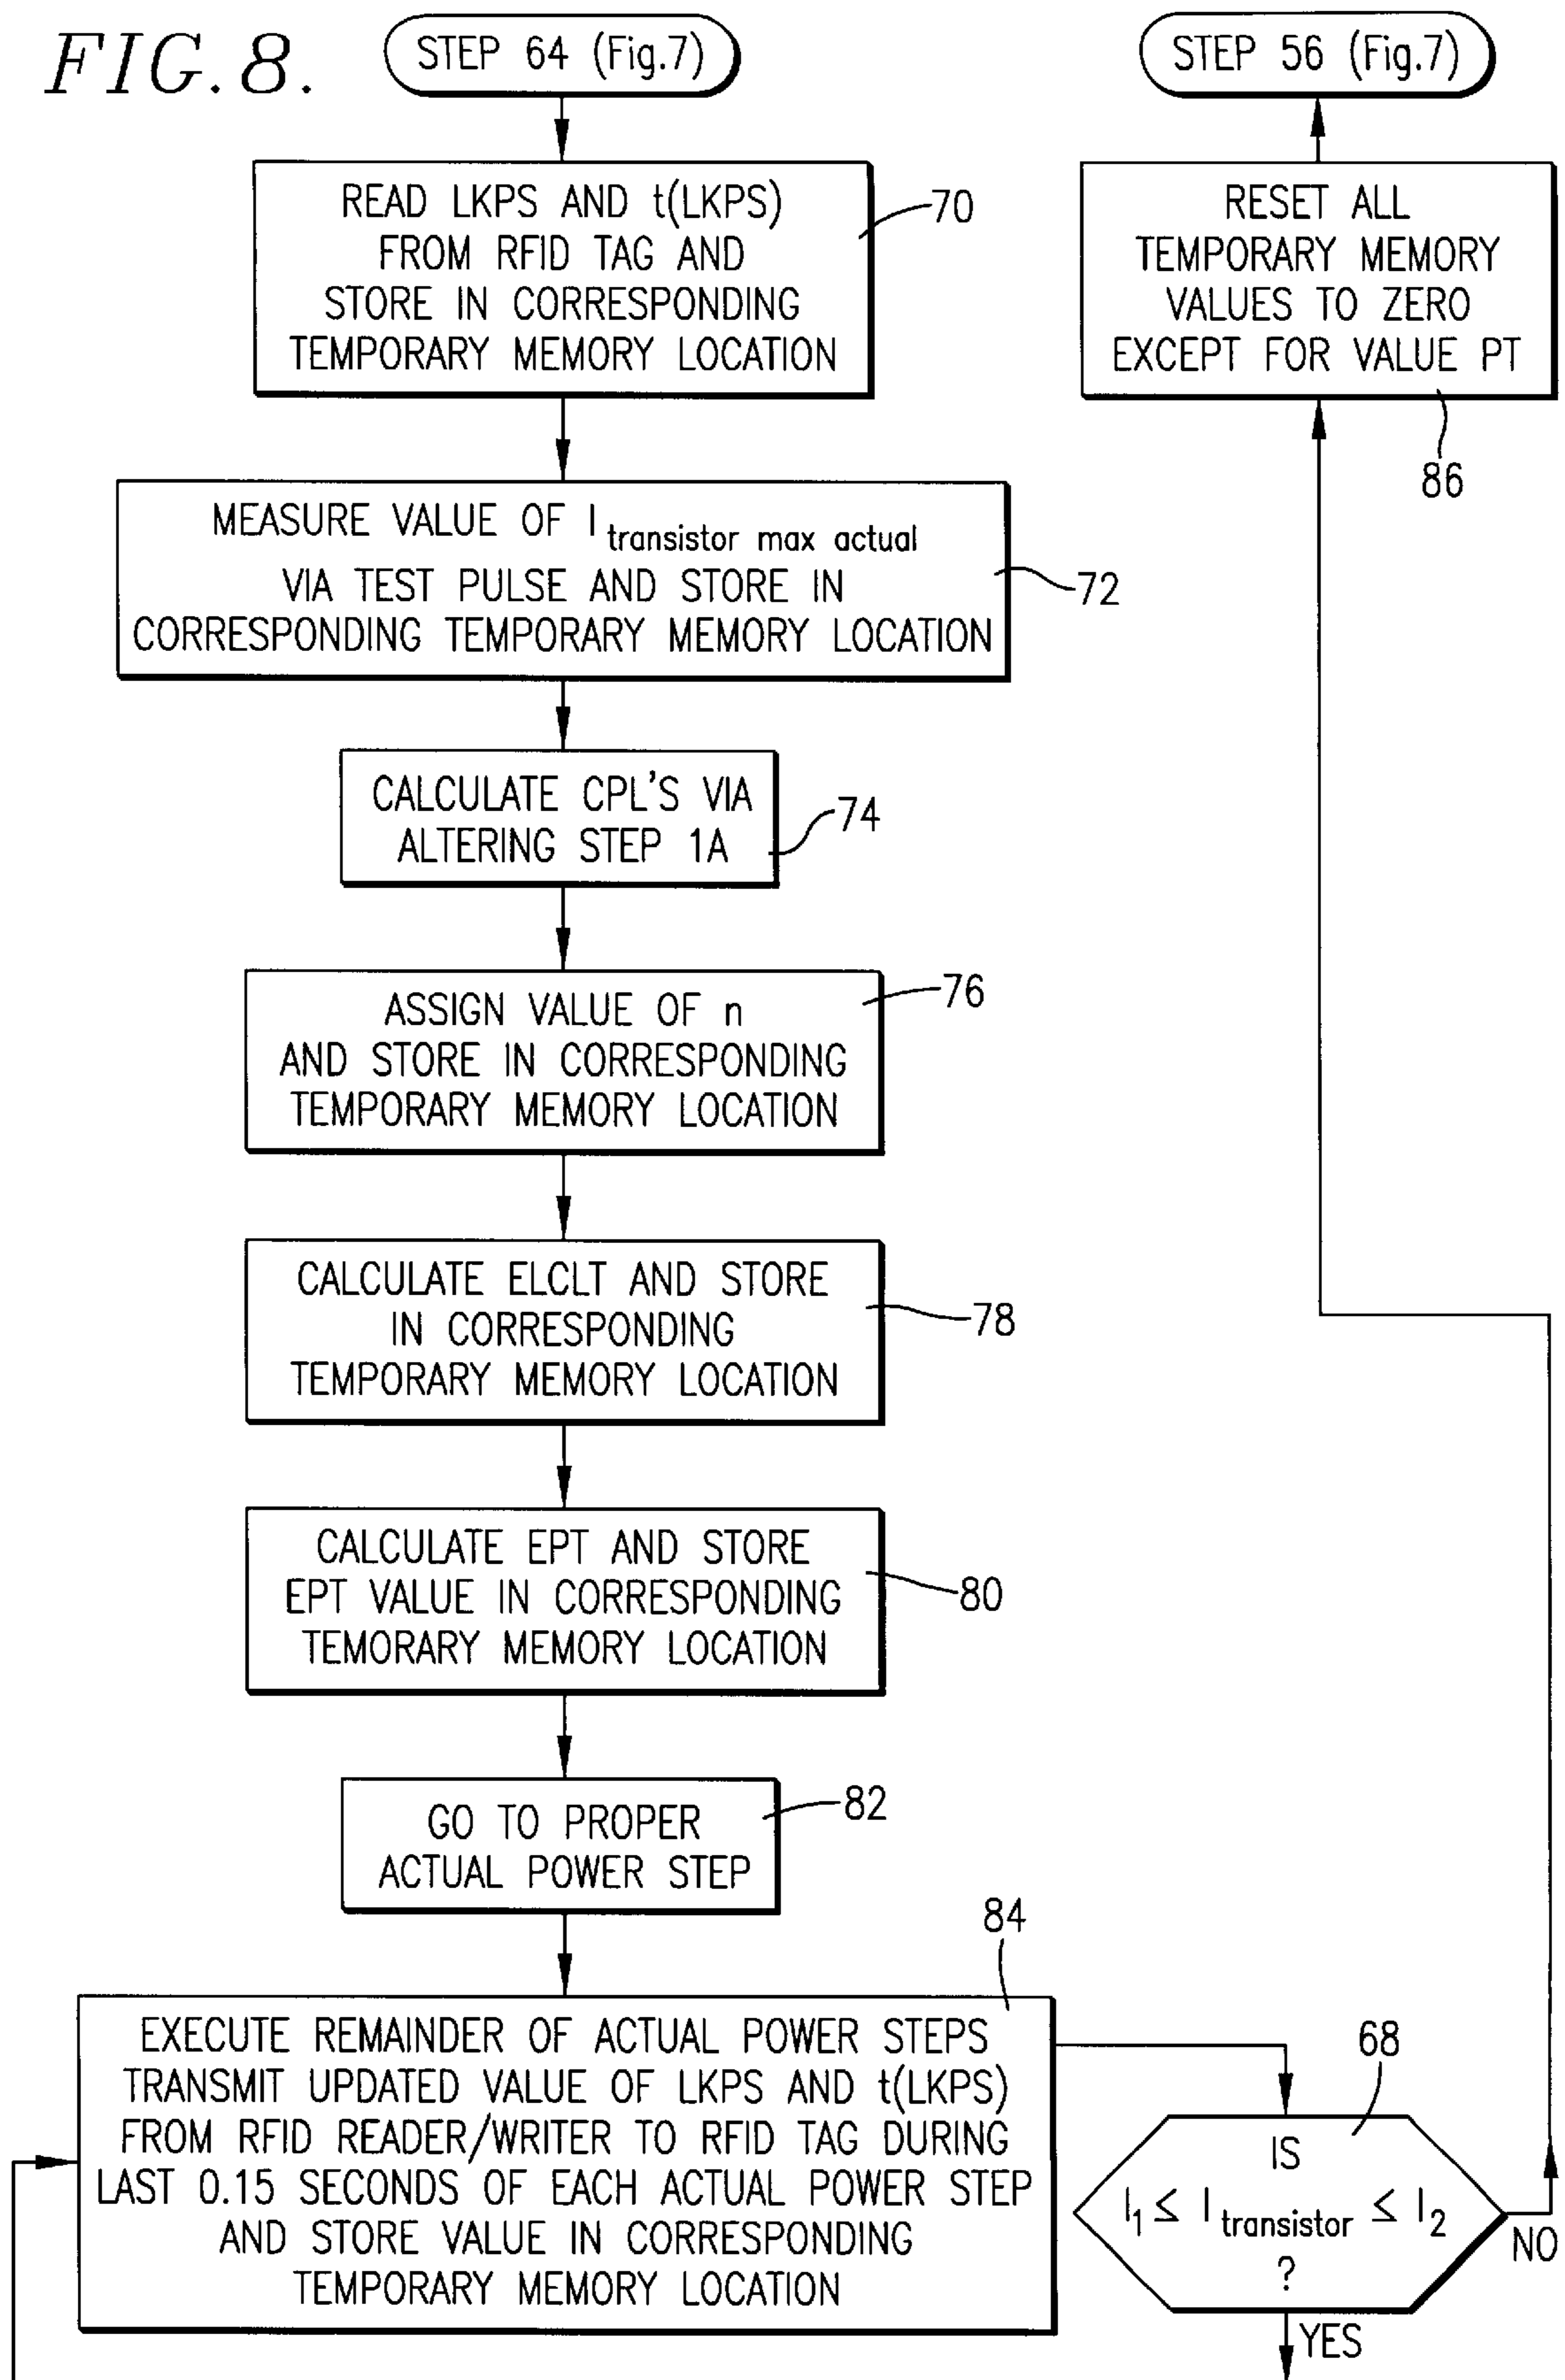 FIG. 8.
STEP 64 (Fig.7)
READ LKPS AND t(LKPS)
FROM RFID TAG AND
STORE IN CORRESPONDING
TEMPORARY MEMORY LOCATION
70
MEASURE VALUE OF I transistor max actual
VIA TEST PULSE AND STORE IN
CORRESPONDING TEMPORARY MEMORY LOCATION
72
CALCULATE CPL'S VIA
ALTERING STEP 1A
74
ASSIGN VALUE OF n
AND STORE IN CORRESPONDING
TEMPORARY MEMORY LOCATION
76
CALCULATE ELCLT AND STORE
IN CORRESPONDING
TEMPORARY MEMORY LOCATION
78
CALCULATE EPT AND STORE
EPT VALUE IN CORRESPONDING
TEMORARY MEMORY LOCATION
80
GO TO PROPER
ACTUAL POWER STEP
82
EXECUTE REMAINDER OF ACTUAL POWER STEPS
TRANSMIT UPDATED VALUE OF LKPS AND t(LKPS)
FROM RFID READER/WRITER TO RFID TAG DURING
LAST 0.15 SECONDS OF EACH ACTUAL POWER STEP
AND STORE VALUE IN CORRESPONDING
TEMPORARY MEMORY LOCATION
84
IS
I1 ≤ I transistor ≤ I2
?
68
NO
YES
RESET ALL
TEMPORARY MEMORY
VALUES TO ZERO
EXCEPT FOR VALUE PT
86
STEP 56 (Fig.7)